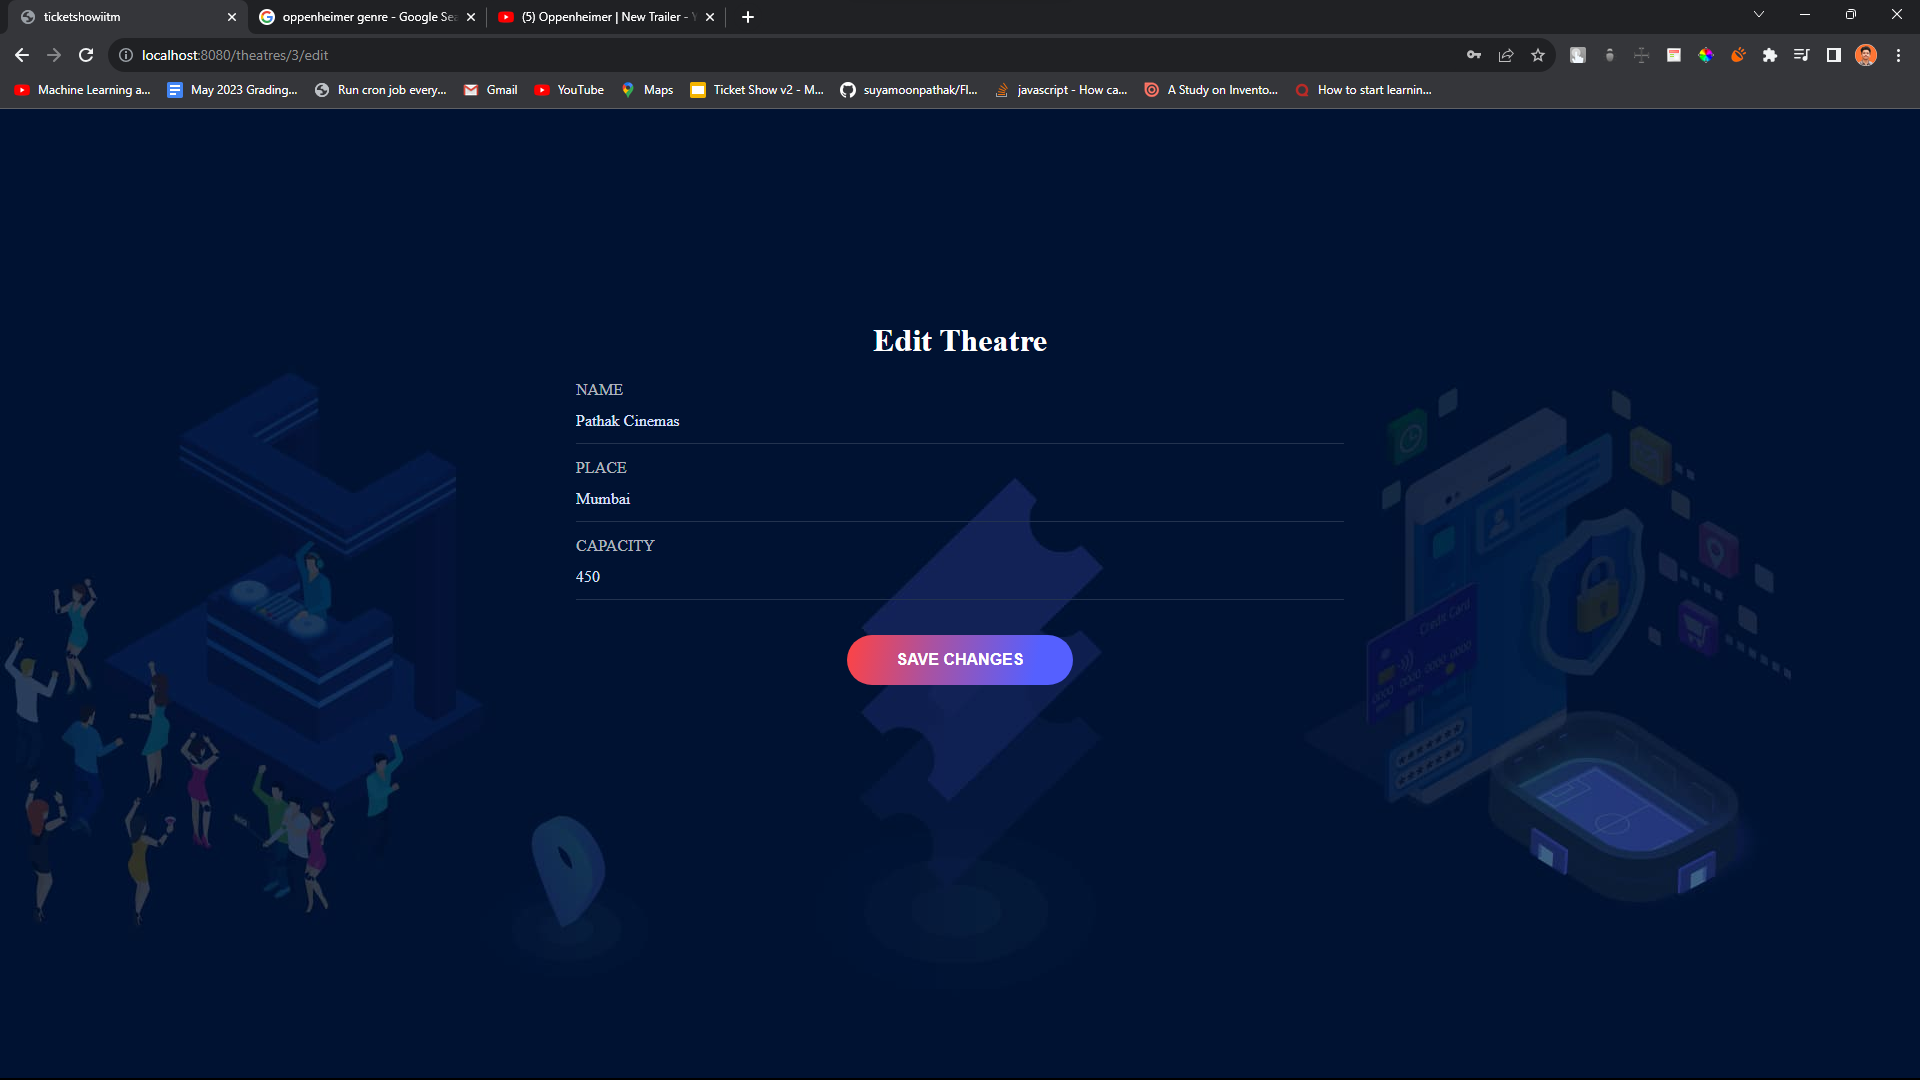 ticketshowiitm
oppenheimer genre - Google Sea
(5) Oppenheimer | New Trailer - Y
localhost:8080/theatres/3/edit
Machine Learning a...
May 2023 Grading...
Run cron job every...
Gmail
YouTube
Maps
Ticket Show v2 - M...
suyamoonpathak/Fl...
javascript - How ca...
A Study on Invento...
How to start learnin...
Edit Theatre
NAME
Pathak Cinemas
PLACE
Mumbai
CAPACITY
450
SAVE CHANGES
Credit Card
0000 0000 0000 0000